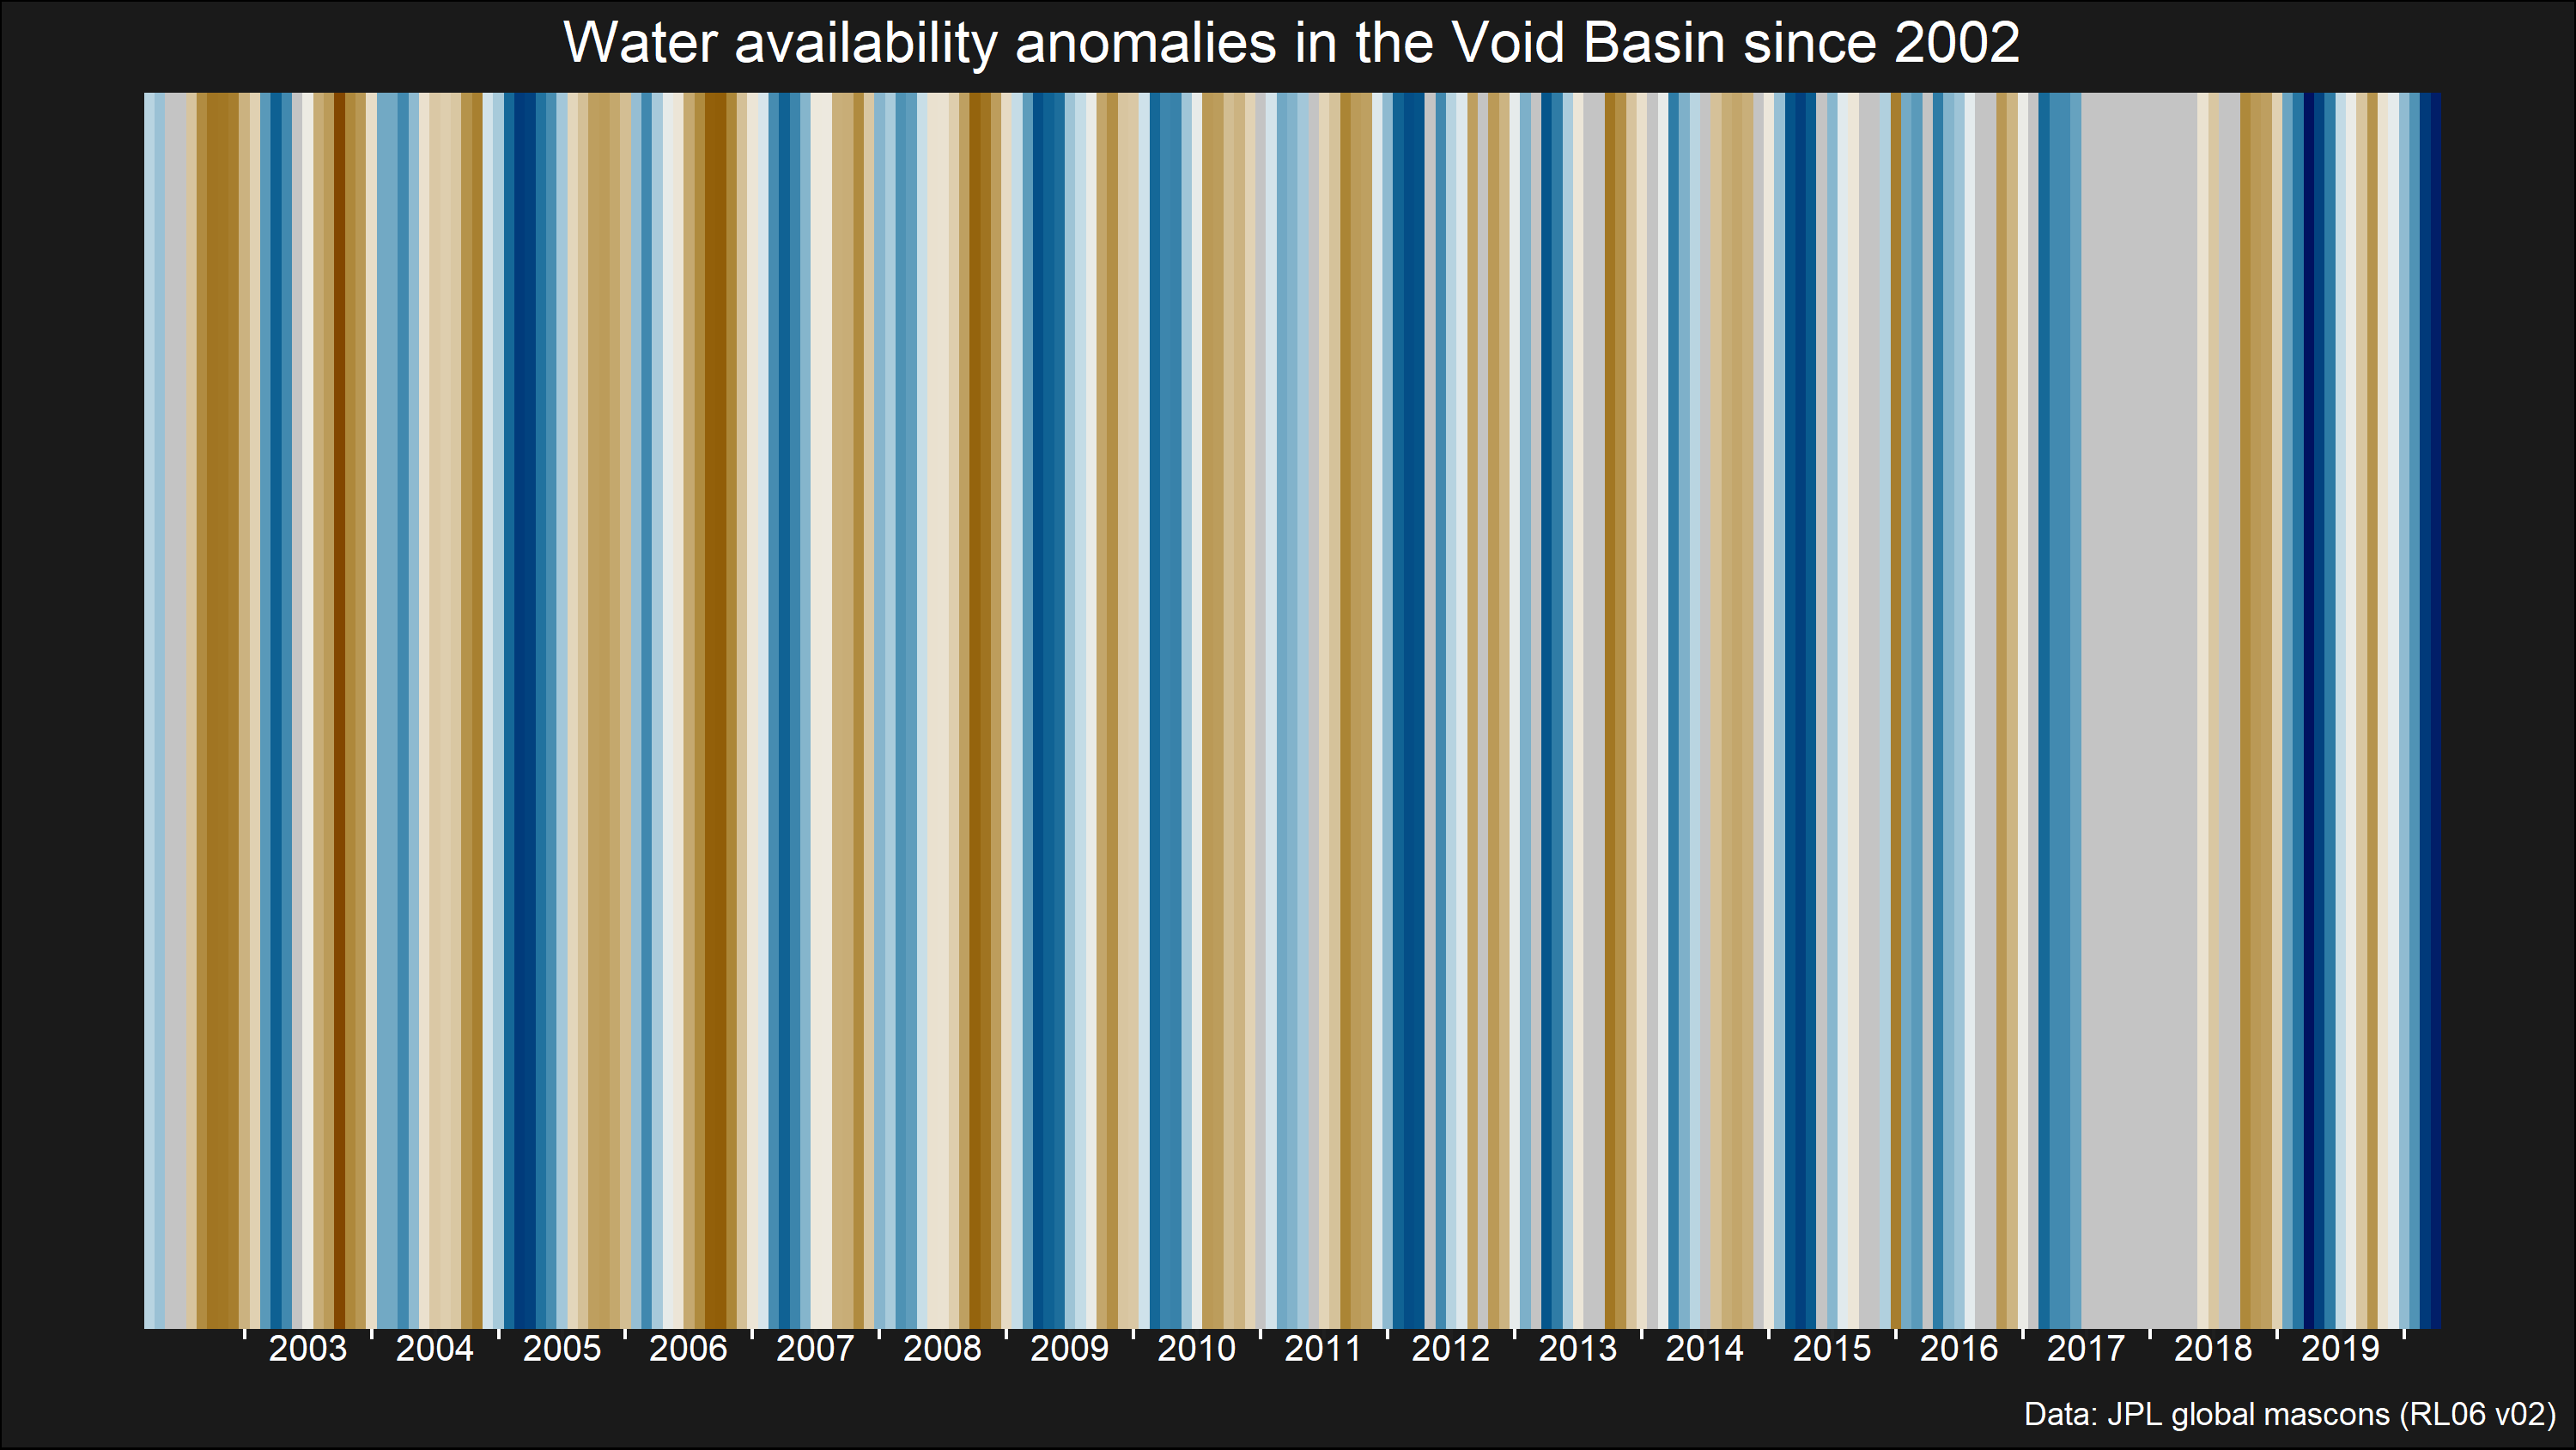 Water availability anomalies in the Void Basin since 2002
2003 2004 2005 2006 2007 2008 2009 2010 2011 2012 2013 2014 2015 2016 2017 2018 2019
Data: JPL global mascons (RL06 v02)